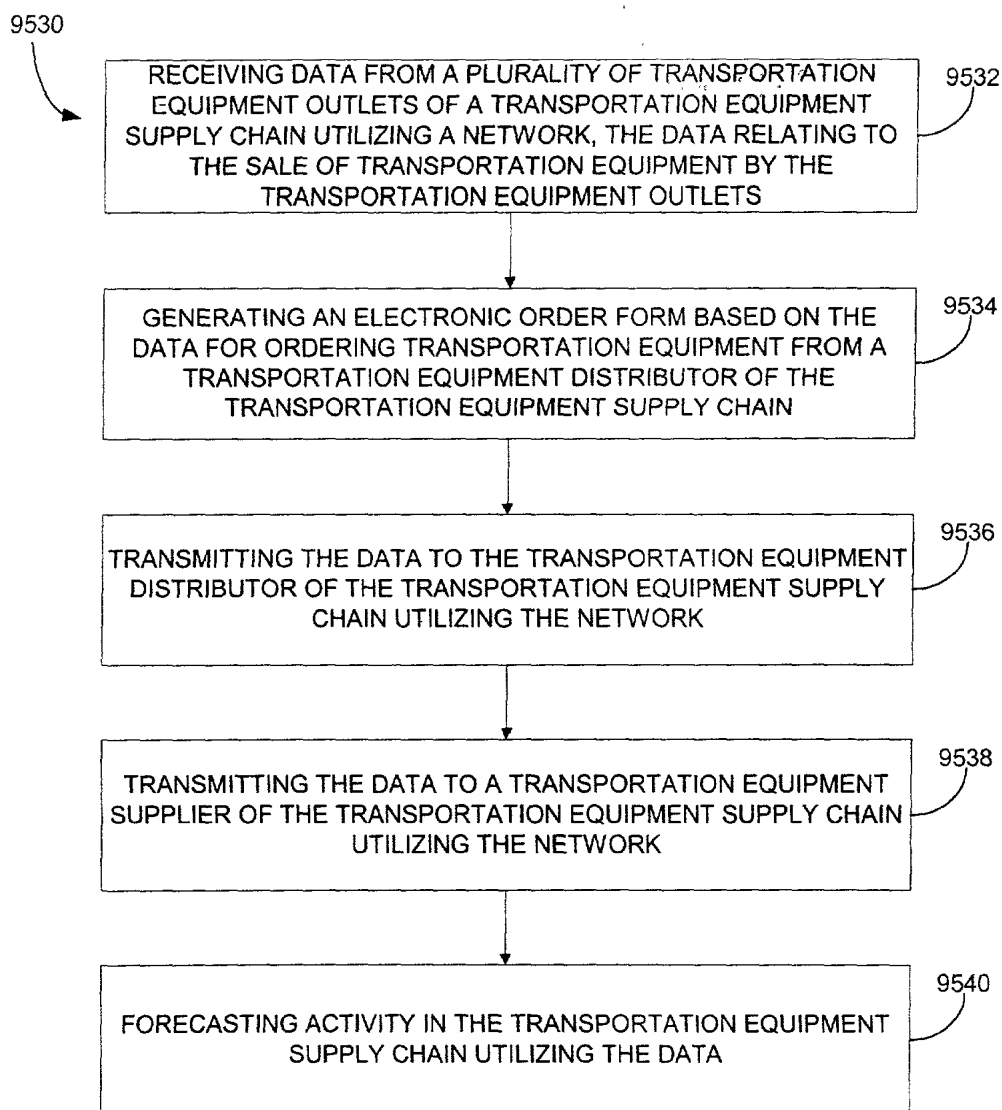 9530
RECEIVING DATA FROM A PLURALITY OF TRANSPORTATION
EQUIPMENT OUTLETS OF A TRANSPORTATION EQUIPMENT
SUPPLY CHAIN UTILIZING A NETWORK, THE DATA RELATING TO
THE SALE OF TRANSPORTATION EQUIPMENT BY THE
TRANSPORTATION EQUIPMENT OUTLETS
9532
GENERATING AN ELECTRONIC ORDER FORM BASED ON THE
DATA FOR ORDERING TRANSPORTATION EQUIPMENT FROM A
TRANSPORTATION EQUIPMENT DISTRIBUTOR OF THE
TRANSPORTATION EQUIPMENT SUPPLY CHAIN
9534
TRANSMITTING THE DATA TO THE TRANSPORTATION EQUIPMENT
DISTRIBUTOR OF THE TRANSPORTATION EQUIPMENT SUPPLY
CHAIN UTILIZING THE NETWORK
9536
TRANSMITTING THE DATA TO A TRANSPORTATION EQUIPMENT
SUPPLIER OF THE TRANSPORTATION EQUIPMENT SUPPLY CHAIN
UTILIZING THE NETWORK
9538
FORECASTING ACTIVITY IN THE TRANSPORTATION EQUIPMENT
SUPPLY CHAIN UTILIZING THE DATA
9540